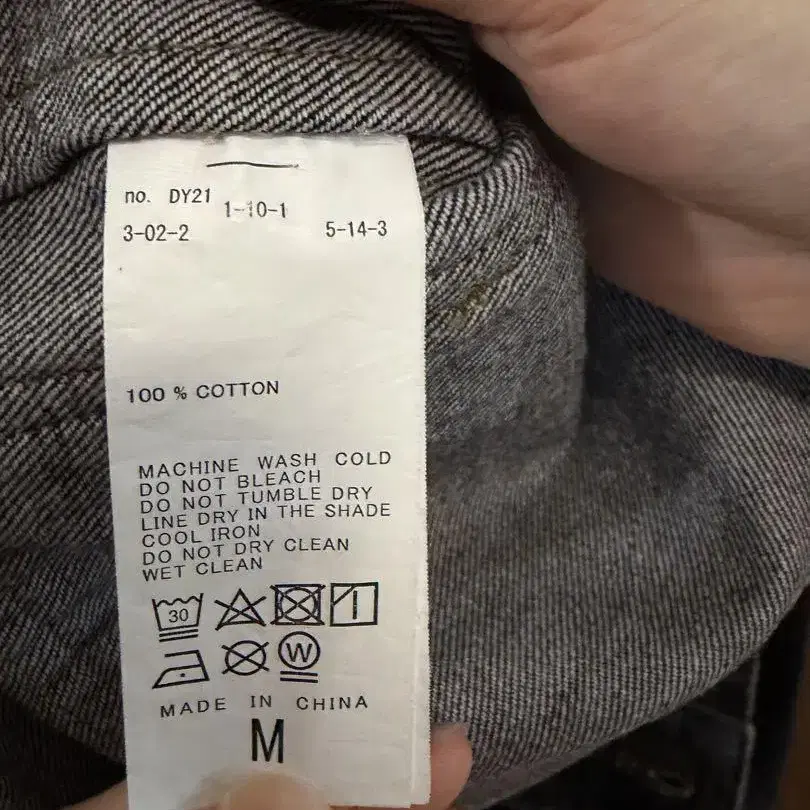 no. DY21
1-10-1
3-02-2 5-14-3
100 % COTTON
MACHINE WASH COLD
DO NOT BLEACH
DO NOT TUMBLE DRY
LINE DRY IN THE SHADE
COOL IRON
DO NOT DRY CLEAN
WET CLEAN
30
W
MADE IN CHINA
M